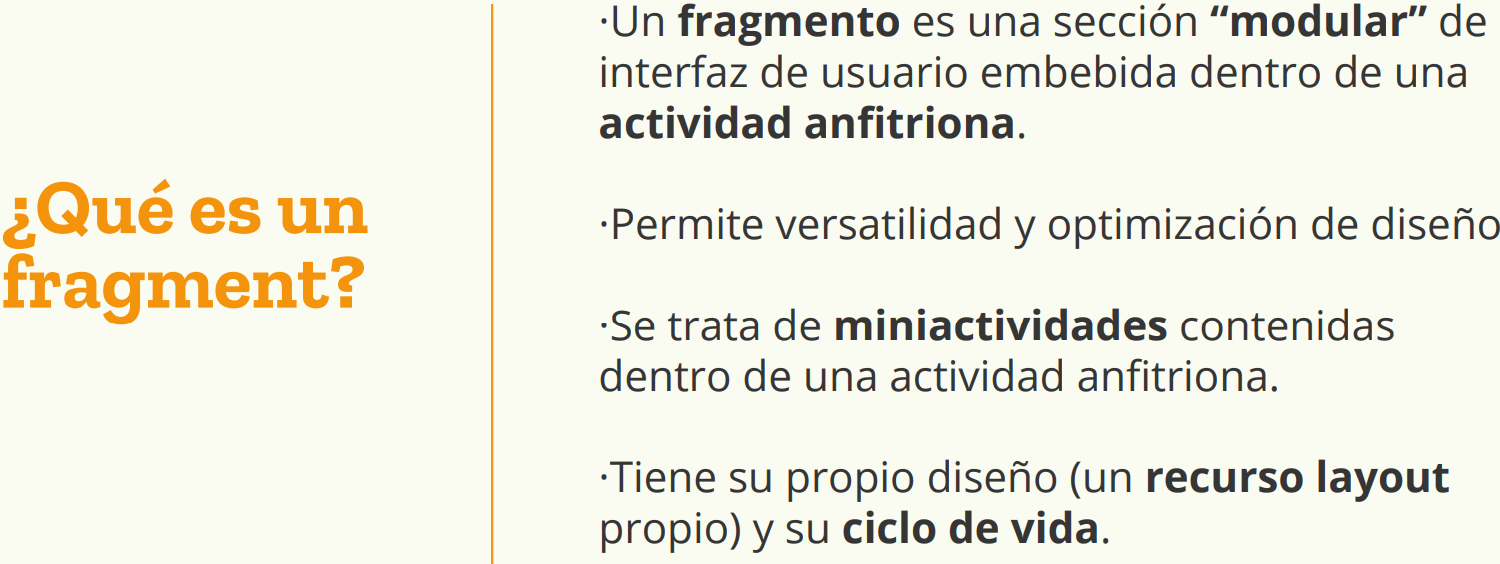 ¿Qué es un
fragment?
·Un fragmento es una sección “modular” de
interfaz de usuario embebida dentro de una
actividad anfitriona.
·Permite versatilidad y optimización de diseño
·Se trata de miniactividades contenidas
dentro de una actividad anfitriona.
·Tiene su propio diseño (un recurso layout
propio) y su ciclo de vida.